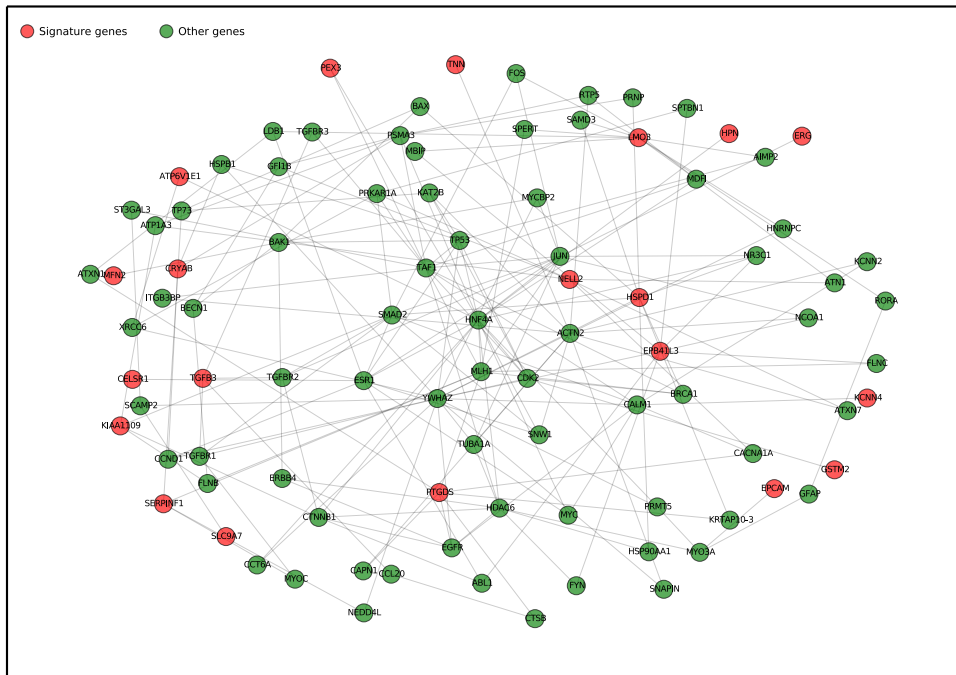 Signature genes
Other genes
PEX3
TNN
FOS
RTP5
PRNP
SPTBN1
BAX
SAMD3
LDB1
TGFBR3
PSMA3
SPERT
LMO3
HPN
ERG
MBIP
AIMP2
HSPB1
GFI1B
ATP6V1E1
MDFI
PRKAR1A
KAT2B
MYCBP2
ST3GAL3
TP73
ATP1A3
HNRNPC
BAK1
TP53
JUN
NR3C1
KCNN2
TAF1
ATXN1
MFN2
CRYAB
NELL2
ATN1
ITGB3BP
BECN1
HSPD1
RORA
SMAD2
HNF4A
NCOA1
XRCC6
ACTN2
EPB41L3
FLNC
CELSR1
TGFB3
TGFBR2
ESR1
MLH1
CDK2
BRCA1
KCNN4
SCAMP2
YWHAZ
CALM1
ATXN7
KIAA1109
SNW1
TUBA1A
CACNA1A
CCND1
TGFBR1
GSTM2
FLNB
ERBB4
PTGDS
EPCAM
GFAP
SERPINF1
CTNNB1
HDAC6
MYC
PRMT5
KRTAP10-3
SLC9A7
EGFR
HSP90AA1
MYO3A
CCT6A
MYOC
CAPN1
CCL20
ABL1
FYN
SNAPIN
NEDD4L
CTSB